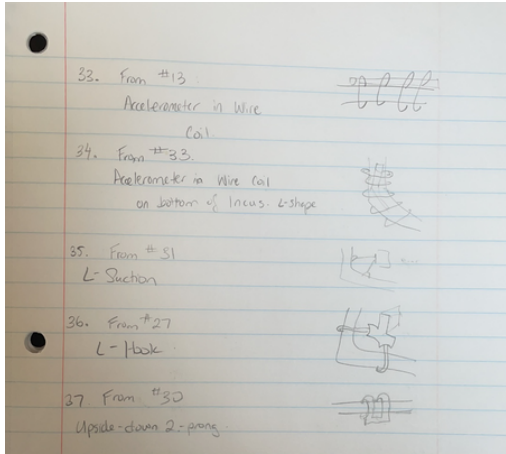 33. From #13
Accelerometer in Wire
Coil.
34. From #33.
Accelerometer in Wire Coil
on bottom of Incus. L-shape
35. From #31
L-Suction
36. From #27
L-Hook
37 From #30
Upside-down 2-prong.